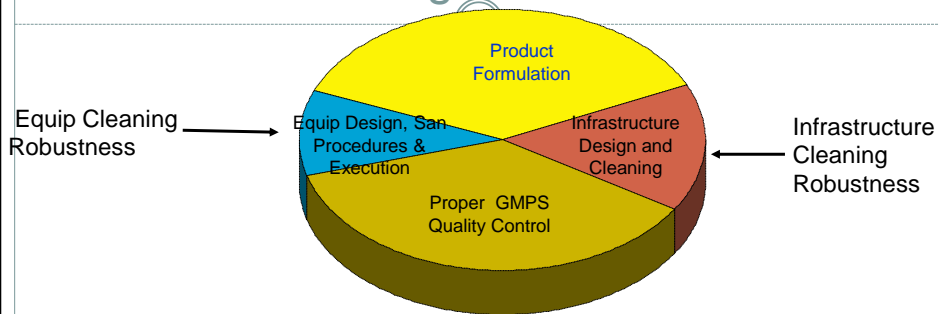 Product
Formulation
Equip Cleaning
Robustness
Equip Design, San
Procedures &
Execution
Infrastructure
Design and
Cleaning
Infrastructure
Cleaning
Robustness
Proper GMPS
Quality Control